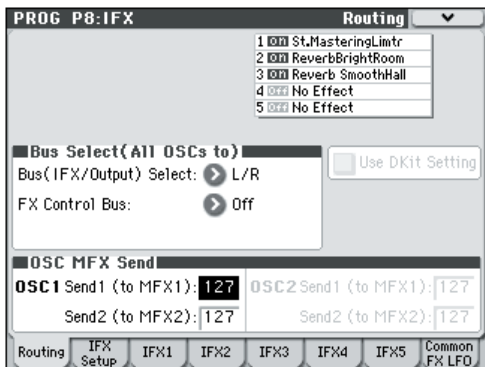 PROG P8:IFX Routing
1 On St.MasteringLimtr
2 On ReverbBrightRoom
3 On Reverb SmoothHall
4 Off No Effect
5 Off No Effect
Bus Select(All OSCs to)
Bus(IFX/Output) Select: L/R
Use DKit Setting
FX Control Bus: Off
OSC MFX Send
OSC1 Send1 (to MFX1): 127 OSC2 Send1 (to MFX1): 127
Send2 (to MFX2): 127 Send2 (to MFX2): 127
Routing IFX Setup IFX1 IFX2 IFX3 IFX4 IFX5 Common FX LFO